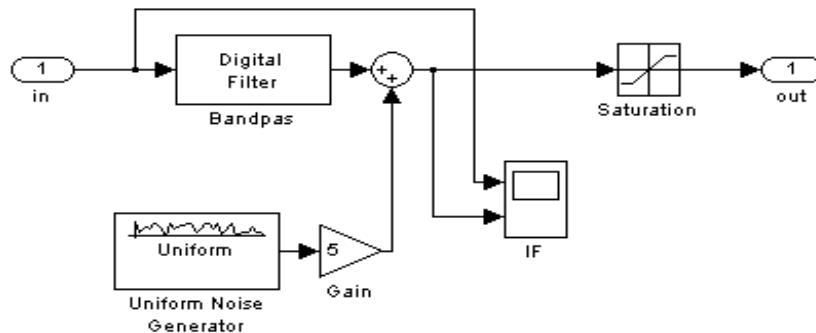 1
in
Digital
Filter
Bandpas
+
+
Saturation
1
out
IF
Uniform
Uniform Noise
Generator
5
Gain